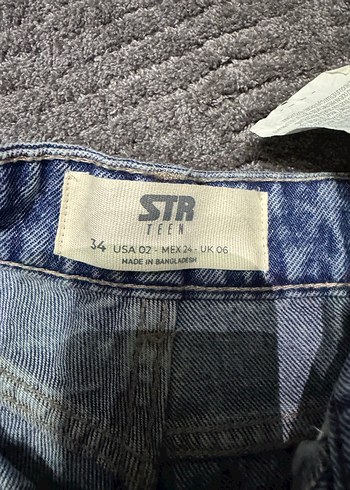 STR
TEEN
34 USA 02 - MEX 24 - UK 06
MADE IN BANGLADESH